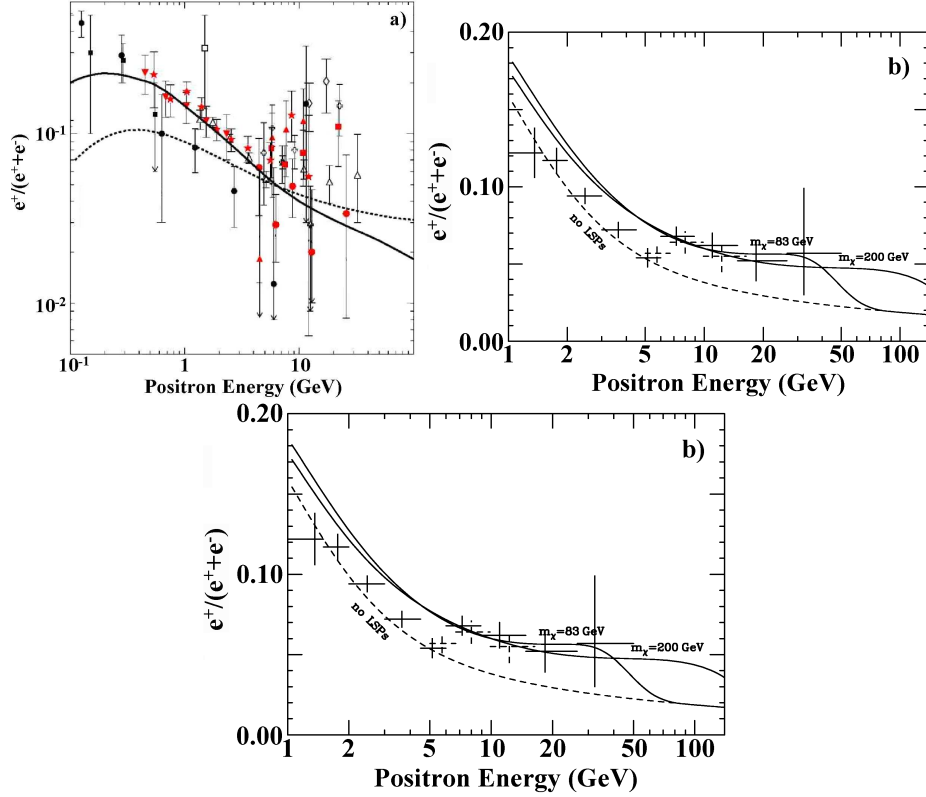 a)
10⁻¹
10⁻²
e⁺/(e⁺+e⁻)
10⁻¹ 1 10
Positron Energy (GeV)
0.20
b)
0.10
e⁺/(e⁺+e⁻)
no LSPs
mχ=83 GeV
mχ=200 GeV
0.00
1 2 5 10 20 50 100
Positron Energy (GeV)
0.20
b)
0.10
e⁺/(e⁺+e⁻)
no LSPs
mχ=83 GeV
mχ=200 GeV
0.00
1 2 5 10 20 50 100
Positron Energy (GeV)